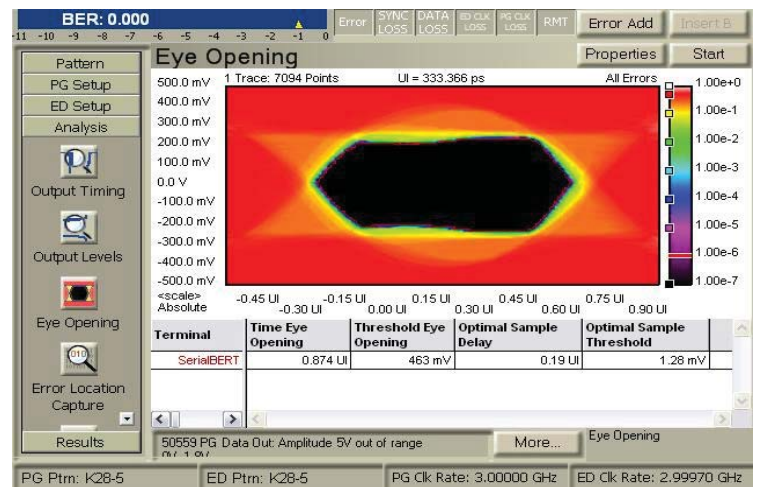 BER: 0.000
-11 -10 -9 -8 -7 -6 -5 -4 -3 -2 -1 0
Error
SYNC LOSS
DATA LOSS
ED CLK LOSS
PG CLK LOSS
RMT
Error Add
Insert B
Eye Opening
Properties
Start
Pattern
PG Setup
ED Setup
Analysis
Output Timing
Output Levels
Eye Opening
010
Error Location
Capture
Results
1 Trace: 7094 Points
UI = 333.366 ps
All Errors
500.0 mV
400.0 mV
300.0 mV
200.0 mV
100.0 mV
0.0 V
-100.0 mV
-200.0 mV
-300.0 mV
-400.0 mV
-500.0 mV
1.00e+0
1.00e-1
1.00e-2
1.00e-3
1.00e-4
1.00e-5
1.00e-6
1.00e-7
<scale>
Absolute
-0.45 UI -0.15 UI 0.15 UI 0.45 UI 0.75 UI
-0.30 UI 0.00 UI 0.30 UI 0.60 UI 0.90 UI
Terminal
Time Eye Opening
Threshold Eye Opening
Optimal Sample Delay
Optimal Sample Threshold
SerialBERT 0.874 UI 463 mV 0.19 UI 1.28 mV
50559 PG Data Out: Amplitude 5V out of range
More...
Eye Opening
PG Ptrn: K28-5
ED Ptrn: K28-5
PG Clk Rate: 3.00000 GHz
ED Clk Rate: 2.99970 GHz